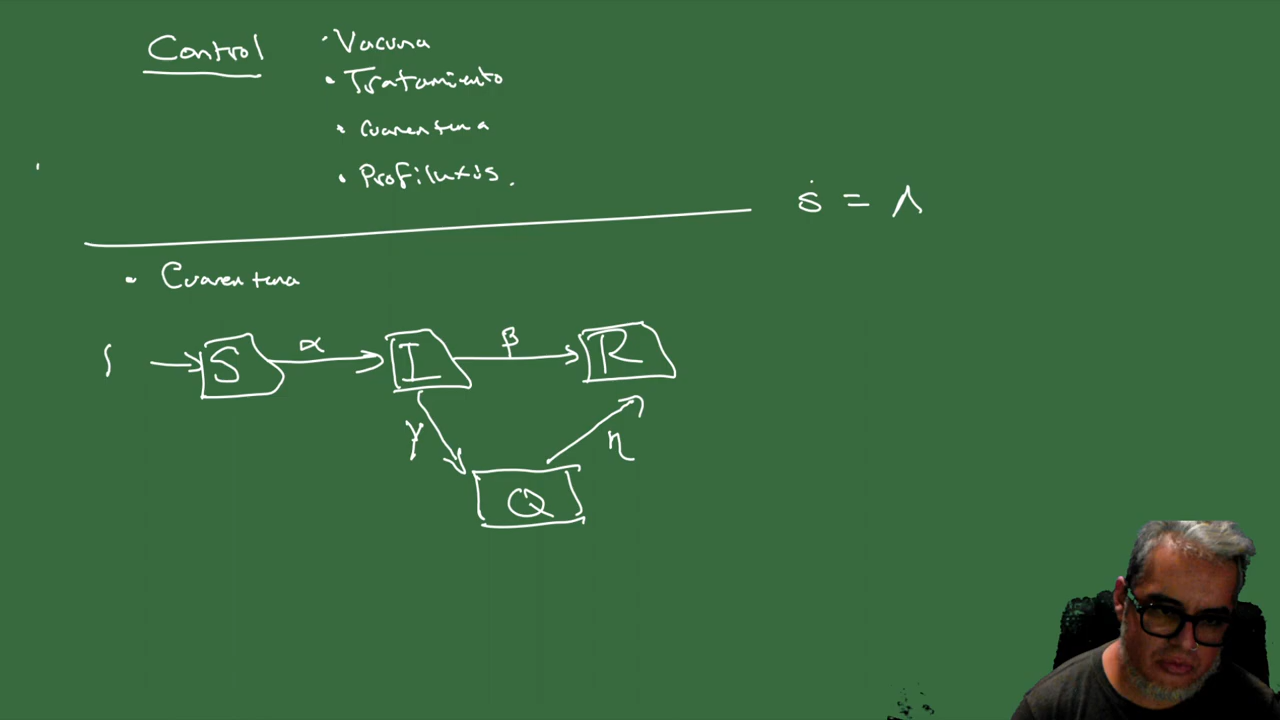 Control
• Vacuna
• Tratamiento
• Cuarentena
• Profilaxis.
ṡ = Λ
• Cuarentena
α
β
S
I
R
γ
η
Q